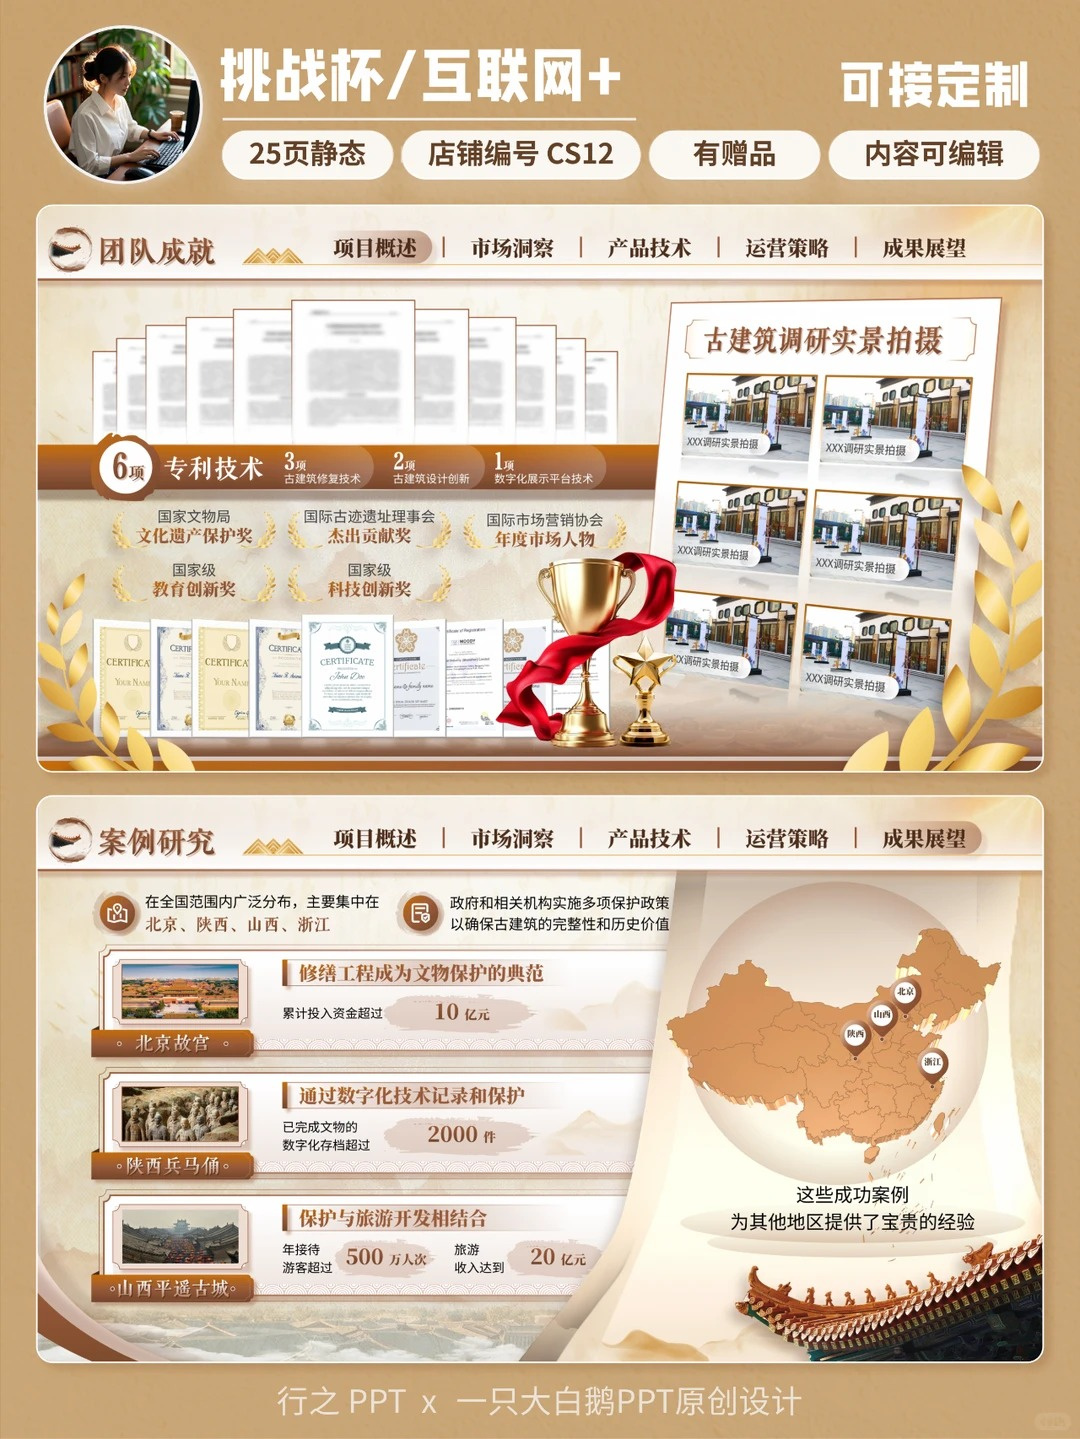 挑战杯/互联网+
可接定制
25页静态
店铺编号 CS12
有赠品
内容可编辑
团队成就
项目概述 | 市场洞察 | 产品技术 | 运营策略 | 成果展望
古建筑调研实景拍摄
XXX调研实景拍摄
XXX调研实景拍摄
XXX调研实景拍摄
XXX调研实景拍摄
XX调研实景拍摄
XXX调研实景拍摄
6项
专利技术
3项
古建筑修复技术
2项
古建筑设计创新
1项
数字化展示平台技术
国家文物局
文化遗产保护奖
国际古迹遗址理事会
杰出贡献奖
国际市场营销协会
年度市场人物
国家级
教育创新奖
国家级
科技创新奖
CERTIFICA
YOUR NAM
CERTIF
CERTIFICA
YOUR NAM
CERTIFICA
CERTIFICATE
John Doe
案例研究
项目概述 | 市场洞察 | 产品技术 | 运营策略 | 成果展望
在全国范围内广泛分布，主要集中在
北京、陕西、山西、浙江
政府和相关机构实施多项保护政策
以确保古建筑的完整性和历史价值
北京故宫
修缮工程成为文物保护的典范
累计投入资金超过
10 亿元
陕西兵马俑
通过数字化技术记录和保护
已完成文物的
数字化存档超过
2000 件
山西平遥古城
保护与旅游开发相结合
年接待
游客超过
500 万人次
旅游
收入达到
20 亿元
北京
山西
陕西
浙江
这些成功案例
为其他地区提供了宝贵的经验
行之 PPT x 一只大白鹅PPT原创设计